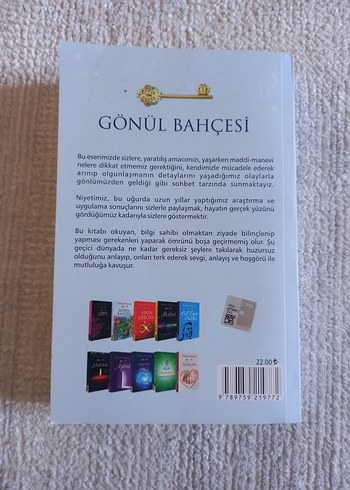 GÖNÜL BAHÇESİ
Bu eserimizde sizlere, yaratılış amacımızı, yaşarken maddi-manevi
nelere dikkat etmemiz gerektiğini, kendimizle mücadele ederek
arınıp olgunlaşmanın detaylarını yaşadığımız olaylarla
gönlümüzden geldiği gibi sohbet tarzında sunmaktayız.
Niyetimiz, bu uğurda uzun yıllar yaptığımız araştırma ve
uygulama sonuçlarını sizlerle paylaşmak, hayatın gerçek yüzünü
gördüğümüz kadarıyla sizlere göstermektir.
Bu kitabı okuyan, bilgi sahibi olmaktan ziyade bilinçlenip
yapması gerekenleri yaparak ömrünü boşa geçirmemiş olur. Şu
geçici dünyada ne kadar gereksiz şeylere takılarak huzursuz
olduğunu anlayıp, onları terk ederek sevgi, anlayış ve hoşgörü ile
mutluluğa kavuşur.
22.00 ₺
9 789759 219772